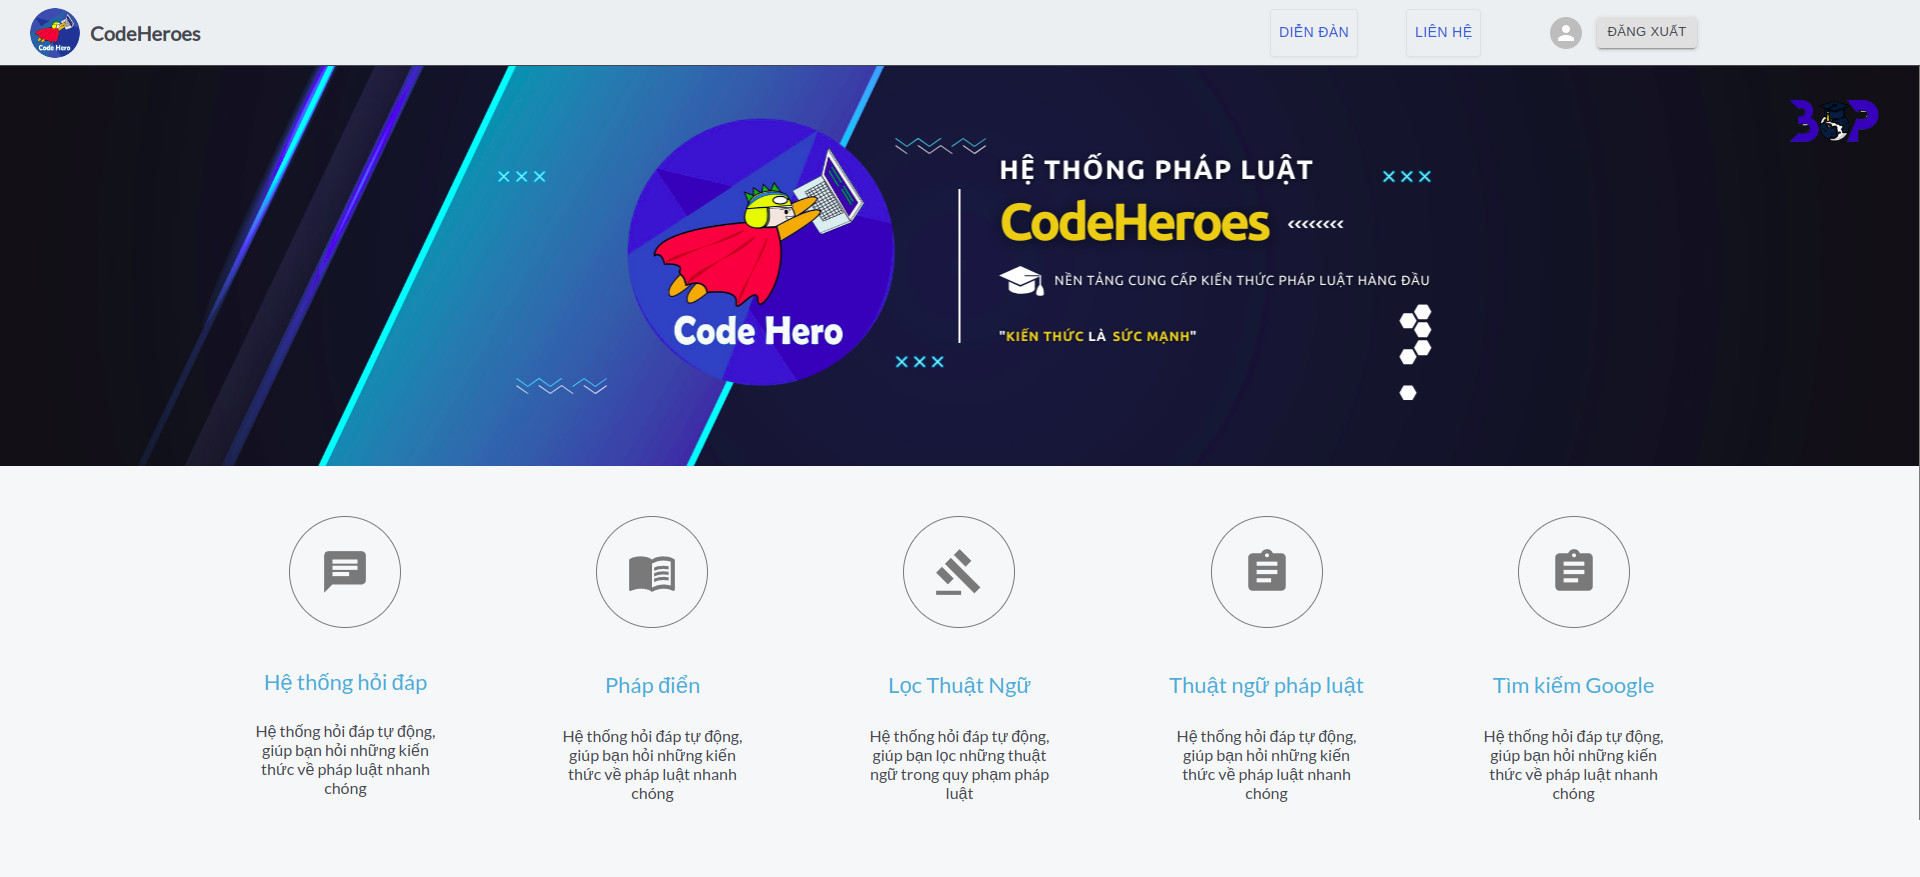 Code Hero
CodeHeroes
DIỄN ĐÀN
LIÊN HỆ
ĐĂNG XUẤT
BOP
HỆ THỐNG PHÁP LUẬT
CodeHeroes
NỀN TẢNG CUNG CẤP KIẾN THỨC PHÁP LUẬT HÀNG ĐẦU
"KIẾN THỨC LÀ SỨC MẠNH"
Code Hero
Hệ thống hỏi đáp
Hệ thống hỏi đáp tự động,
giúp bạn hỏi những kiến
thức về pháp luật nhanh
chóng
Pháp điển
Hệ thống hỏi đáp tự động,
giúp bạn hỏi những kiến
thức về pháp luật nhanh
chóng
Lọc Thuật Ngữ
Hệ thống hỏi đáp tự động,
giúp bạn lọc những thuật
ngữ trong quy phạm pháp
luật
Thuật ngữ pháp luật
Hệ thống hỏi đáp tự động,
giúp bạn hỏi những kiến
thức về pháp luật nhanh
chóng
Tìm kiếm Google
Hệ thống hỏi đáp tự động,
giúp bạn hỏi những kiến
thức về pháp luật nhanh
chóng